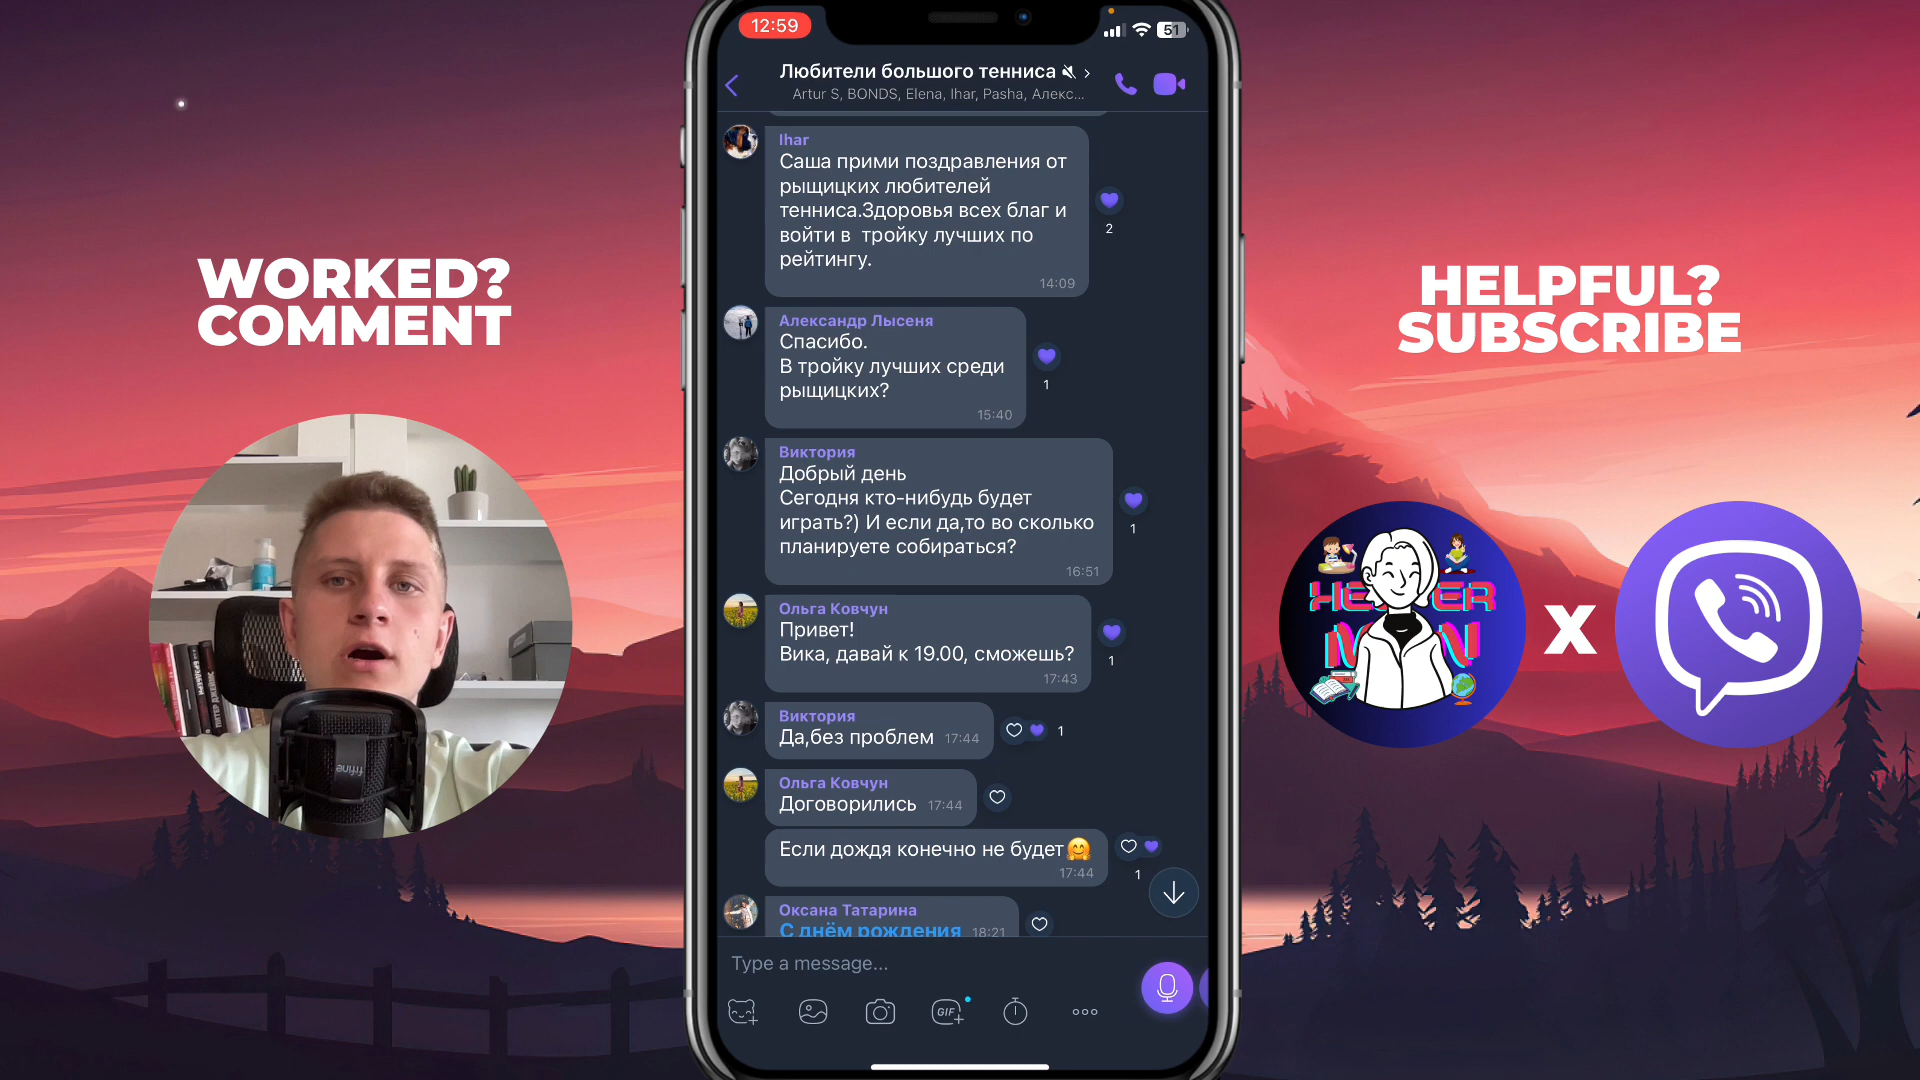 WORKED?
COMMENT
12:59
51
Любители большого тенниса
Artur S, BONDS, Elena, Ihar, Pasha, Алекс...
Ihar
Саша прими поздравления от
рыщицких любителей
тенниса.Здоровья всех благ и
войти в  тройку лучших по
рейтингу.
14:09
2
Александр Лысеня
Спасибо.
В тройку лучших среди
рыщицких?
15:40
1
Виктория
Добрый день
Сегодня кто-нибудь будет
играть?) И если да,то во сколько
планируете собираться?
16:51
1
Ольга Ковчун
Привет!
Вика, давай к 19.00, сможешь?
17:43
1
Виктория
Да,без проблем 17:44
1
Ольга Ковчун
Договорились 17:44
Если дождя конечно не будет🤗
17:44
1
Оксана Татарина
С днём рождения 18:21
Type a message...
GIF
HELPFUL?
SUBSCRIBE
X
fifine